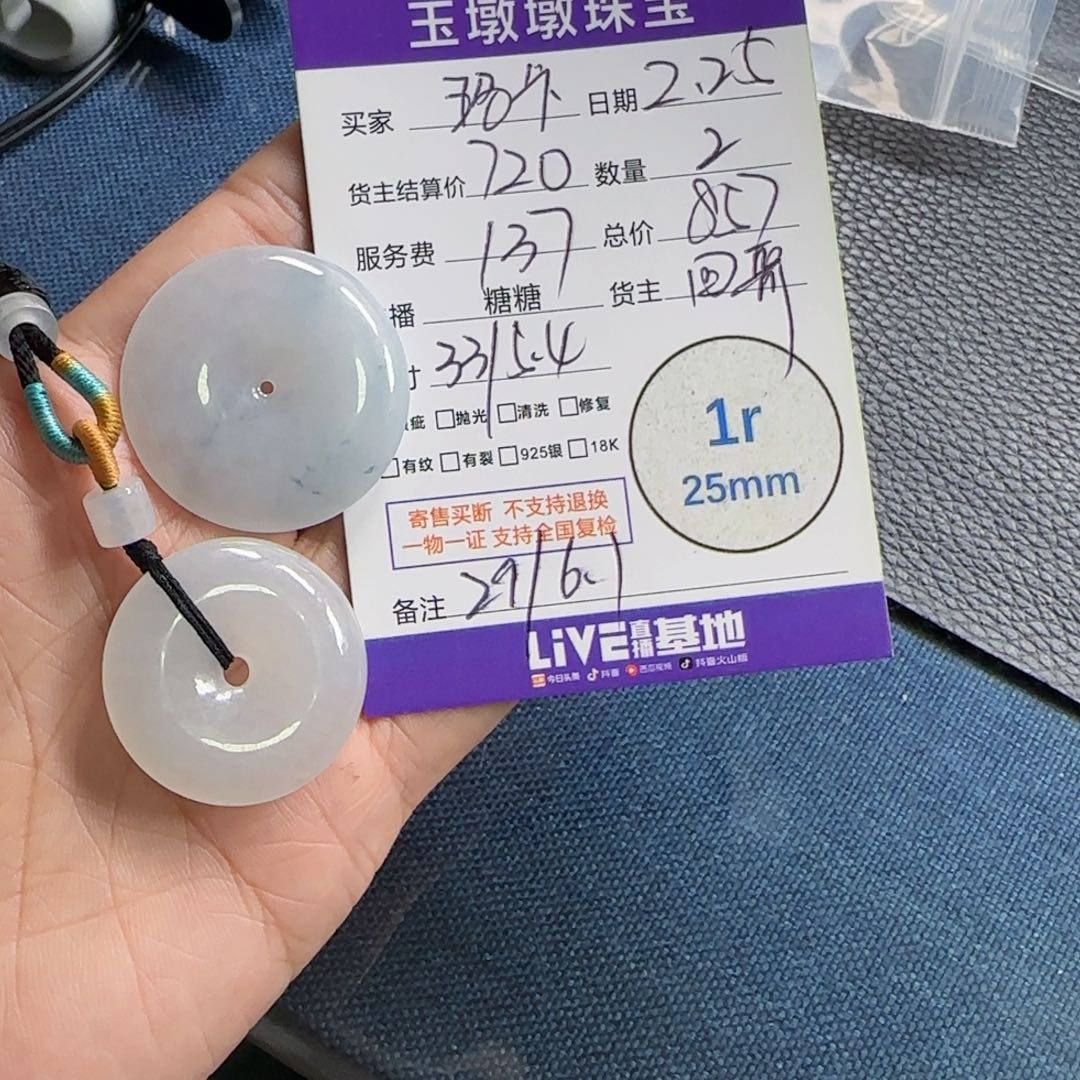 玉墩墩珠宝
买家 日期 2.25
货主结算价 720 数量 2
服务费 137 总价 857
播 糖糖 货主
寸 33/5.4
疵 □抛光 □清洗 □修复
□有纹 □有裂 □925银 □18K
1r
25mm
寄售买断 不支持退换
一物一证 支持全国复检
备注 29/6.1
LiVE直播基地
今日头条 抖音 西瓜视频 抖音火山版